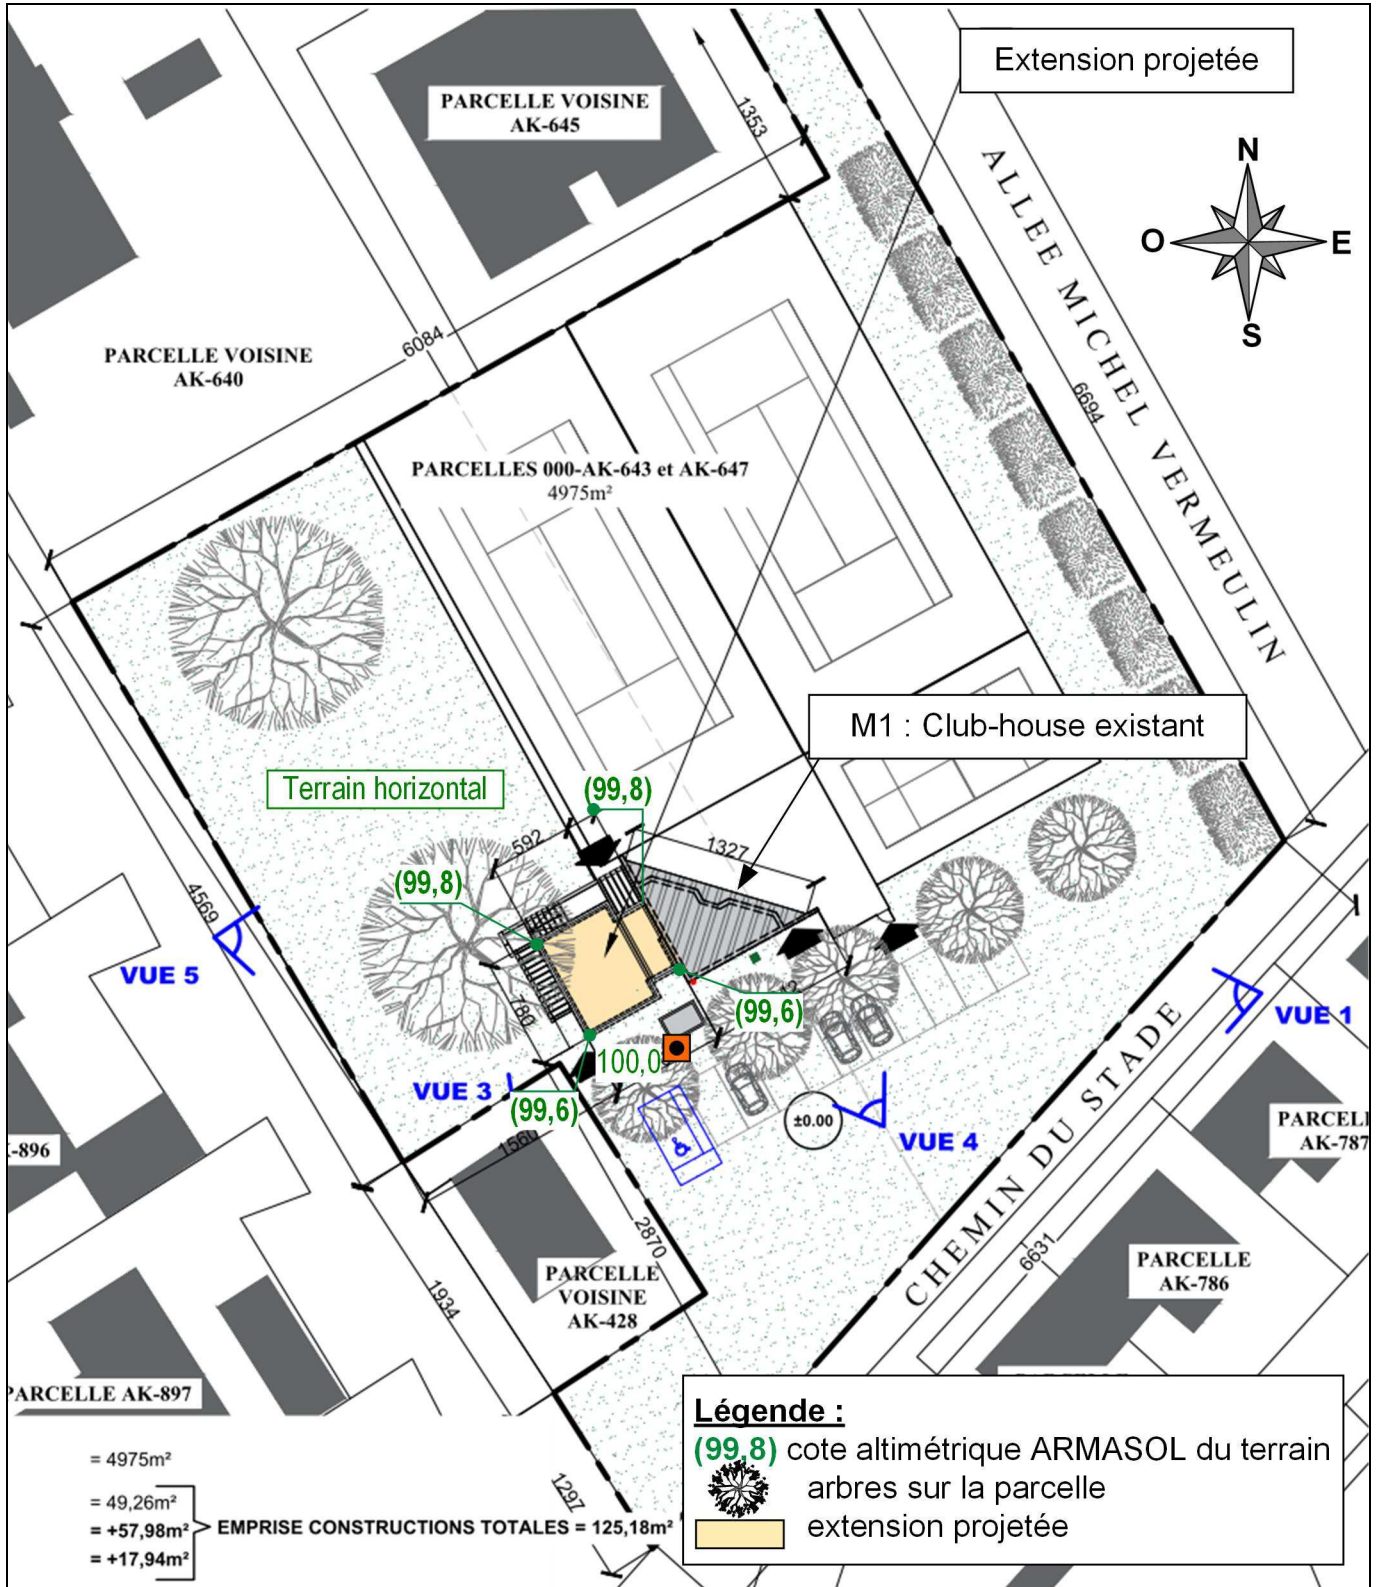 Extension projetée
PARCELLE VOISINE
AK-645
1353
N
O
E
S
ALLEE MICHEL VERMEULIN
6084
PARCELLE VOISINE
AK-640
6694
PARCELLES 000-AK-643 et AK-647
4975m²
M1 : Club-house existant
Terrain horizontal
(99,8)
592
1327
(99,8)
4569
VUE 5
780
(99,6)
VUE 1
100,0
VUE 3
(99,6)
±0.00
VUE 4
CHEMIN DU STADE
1560
-896
PARCELL
AK-787
2870
6631
PARCELLE
AK-786
PARCELLE
VOISINE
AK-428
1934
PARCELLE AK-897
1297
= 4975m²
= 49,26m²
= +57,98m²
= +17,94m²
EMPRISE CONSTRUCTIONS TOTALES = 125,18m²
Légende :
(99,8) cote altimétrique ARMASOL du terrain
arbres sur la parcelle
extension projetée